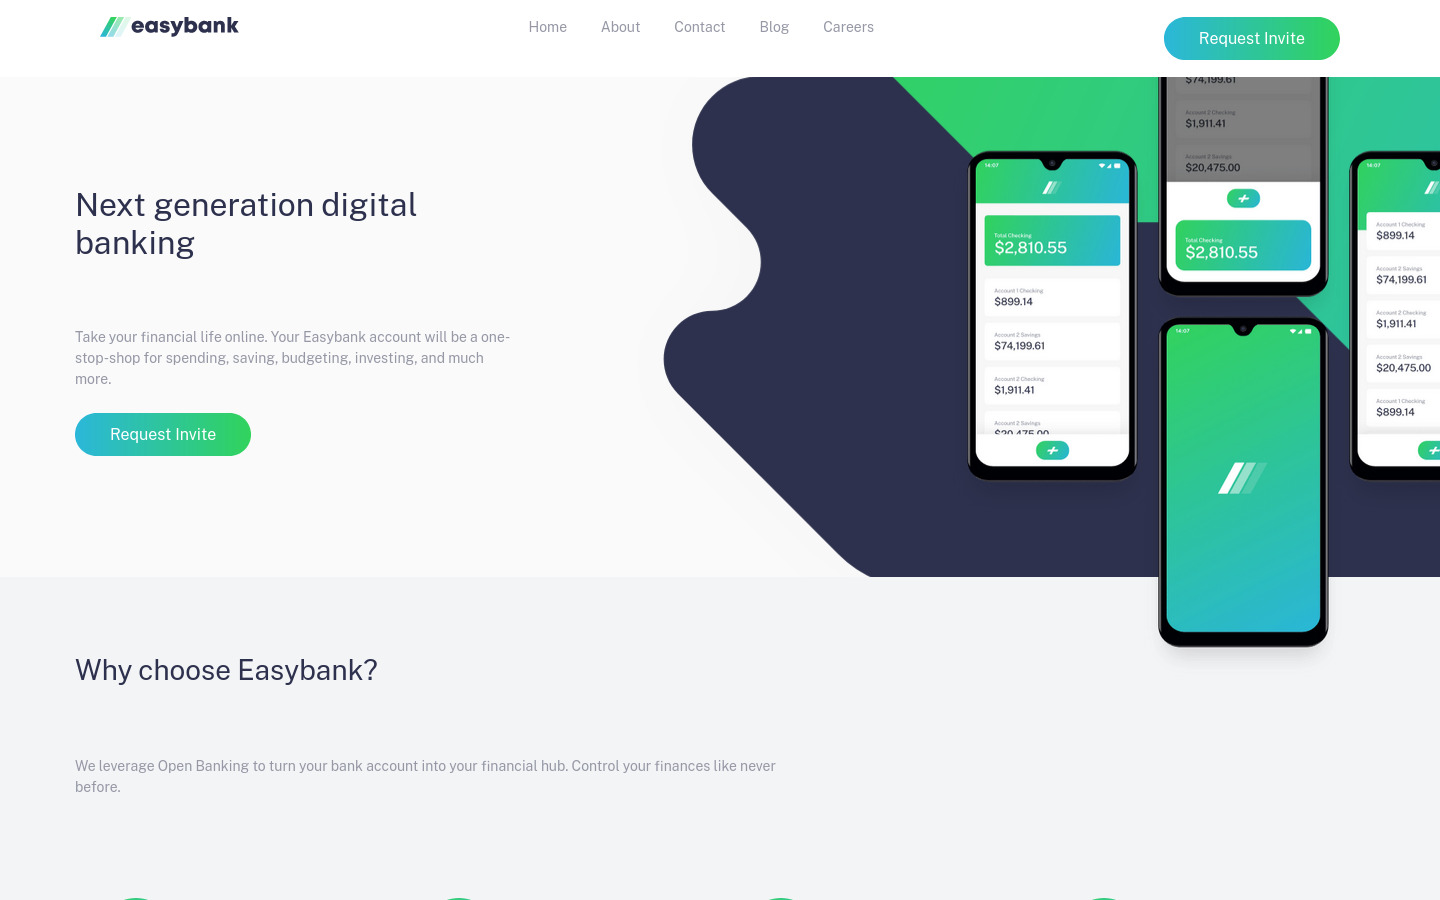 easybank
Home
About
Contact
Blog
Careers
Request Invite
Next generation digital
banking
Take your financial life online. Your Easybank account will be a one-
stop-shop for spending, saving, budgeting, investing, and much
more.
Request Invite
14:07
Total Checking
$2,810.55
Account 1 Checking
$899.14
Account 2 Savings
$74,199.61
Account 2 Checking
$1,911.41
Account 2 Savings
$20,475.00
$74,199.61
Account 2 Checking
$1,911.41
Account 2 Savings
$20,475.00
Total Checking
$2,810.55
14:07
14:07
Account 1 Checking
$899.14
Account 2 Savings
$74,199.61
Account 2 Checking
$1,911.41
Account 2 Savings
$20,475.00
Account 1 Checking
$899.14
Why choose Easybank?
We leverage Open Banking to turn your bank account into your financial hub. Control your finances like never
before.